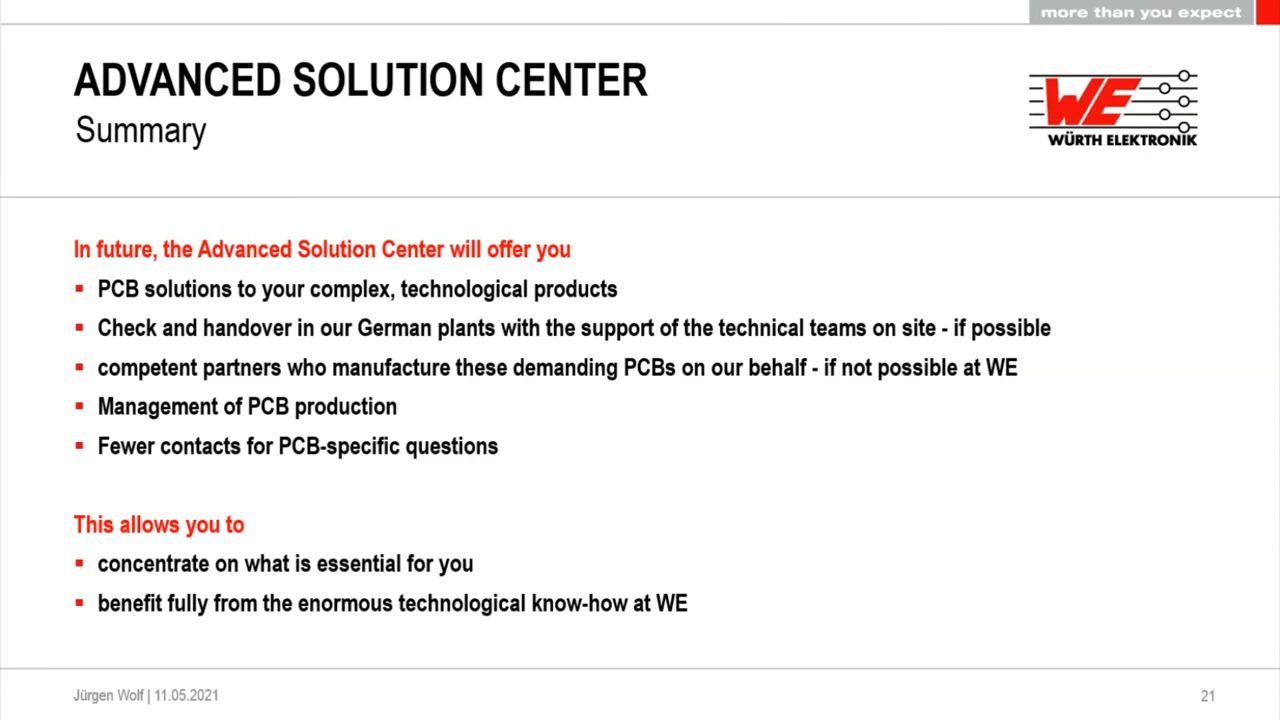 more than you expect
ADVANCED SOLUTION CENTER
Summary
WE
WÜRTH ELEKTRONIK
In future, the Advanced Solution Center will offer you
▪ PCB solutions to your complex, technological products
▪ Check and handover in our German plants with the support of the technical teams on site - if possible
▪ competent partners who manufacture these demanding PCBs on our behalf - if not possible at WE
▪ Management of PCB production
▪ Fewer contacts for PCB-specific questions
This allows you to
▪ concentrate on what is essential for you
▪ benefit fully from the enormous technological know-how at WE
Jürgen Wolf | 11.05.2021
21